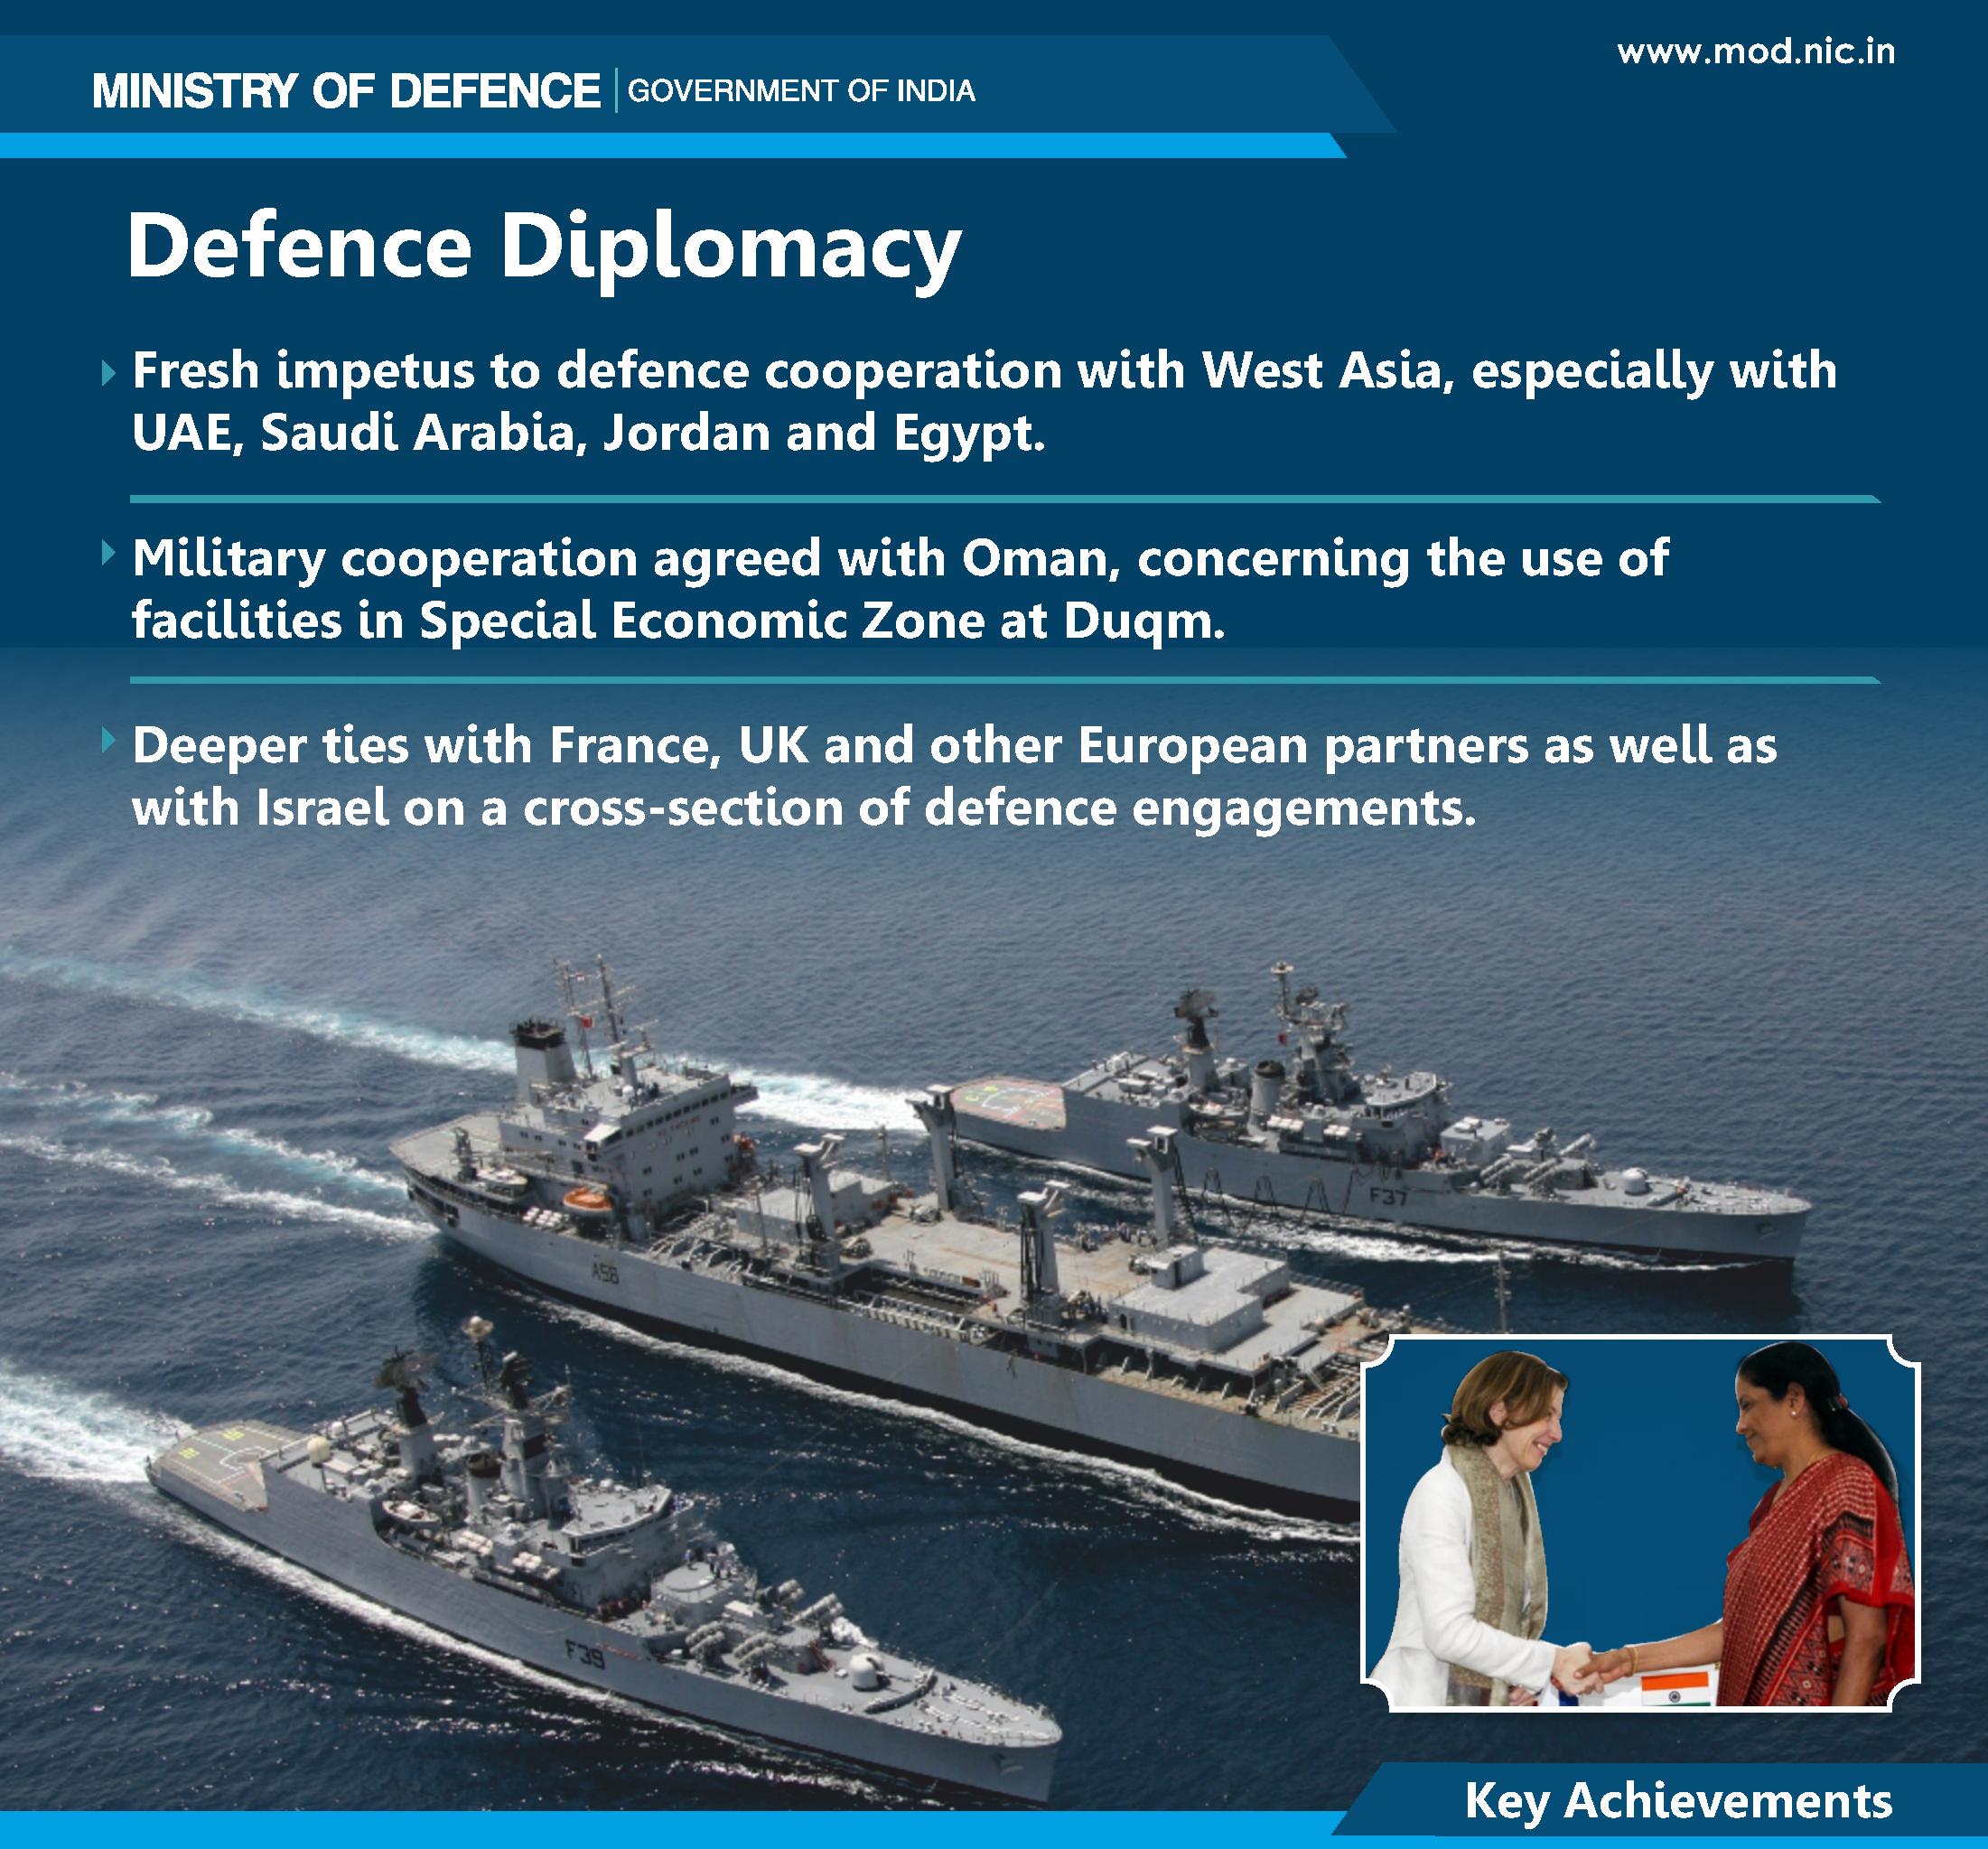 www.mod.nic.in
MINISTRY OF DEFENCE | GOVERNMENT OF INDIA
Defence Diplomacy
Fresh impetus to defence cooperation with West Asia, especially with
UAE, Saudi Arabia, Jordan and Egypt.
Military cooperation agreed with Oman, concerning the use of
facilities in Special Economic Zone at Duqm.
Deeper ties with France, UK and other European partners as well as
with Israel on a cross-section of defence engagements.
F37
A58
F39
Key Achievements